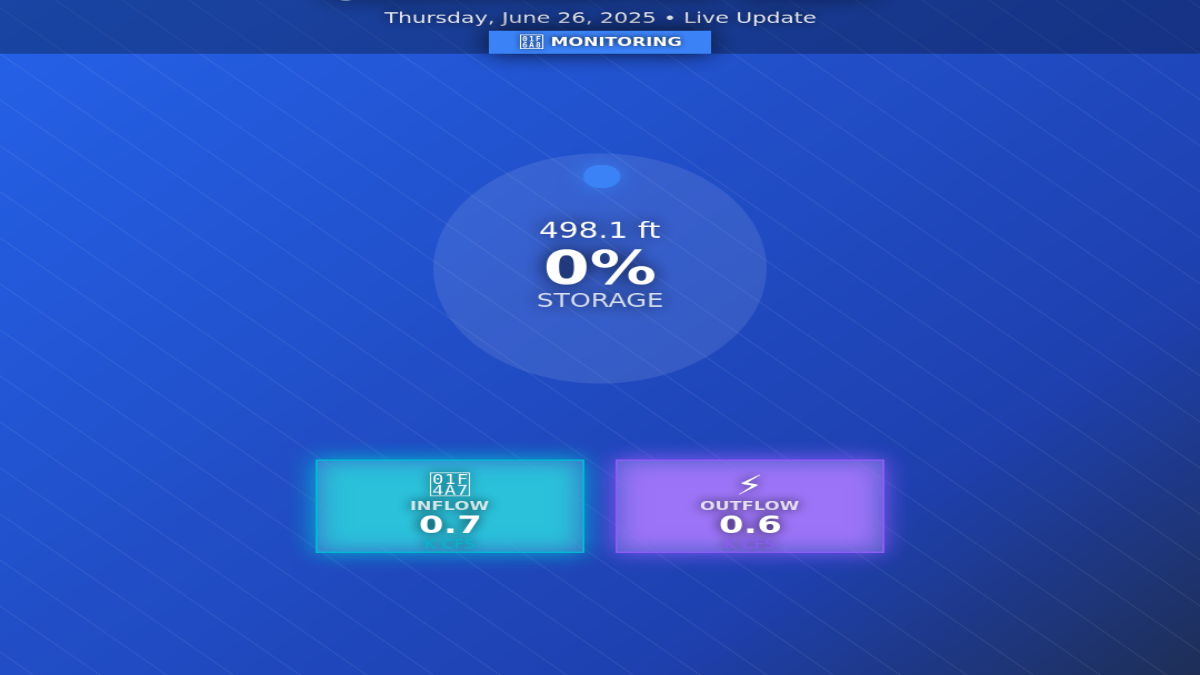 Thursday, June 26, 2025 • Live Update
MONITORING
498.1 ft
0%
STORAGE
INFLOW
0.7
OUTFLOW
⚡
0.6